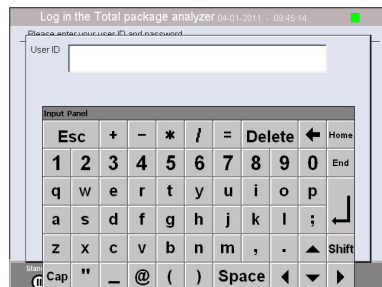 Log in the Total package analyzer 04-01-2011 - 09:45:14
Please enter your user ID and password
User ID
Input Panel
Esc + - * / = Delete Home
1 2 3 4 5 6 7 8 9 0 End
q w e r t y u i o p
a s d f g h j k l ;
z x c v b n m , . Shift
Cap " _ @ ( ) Space